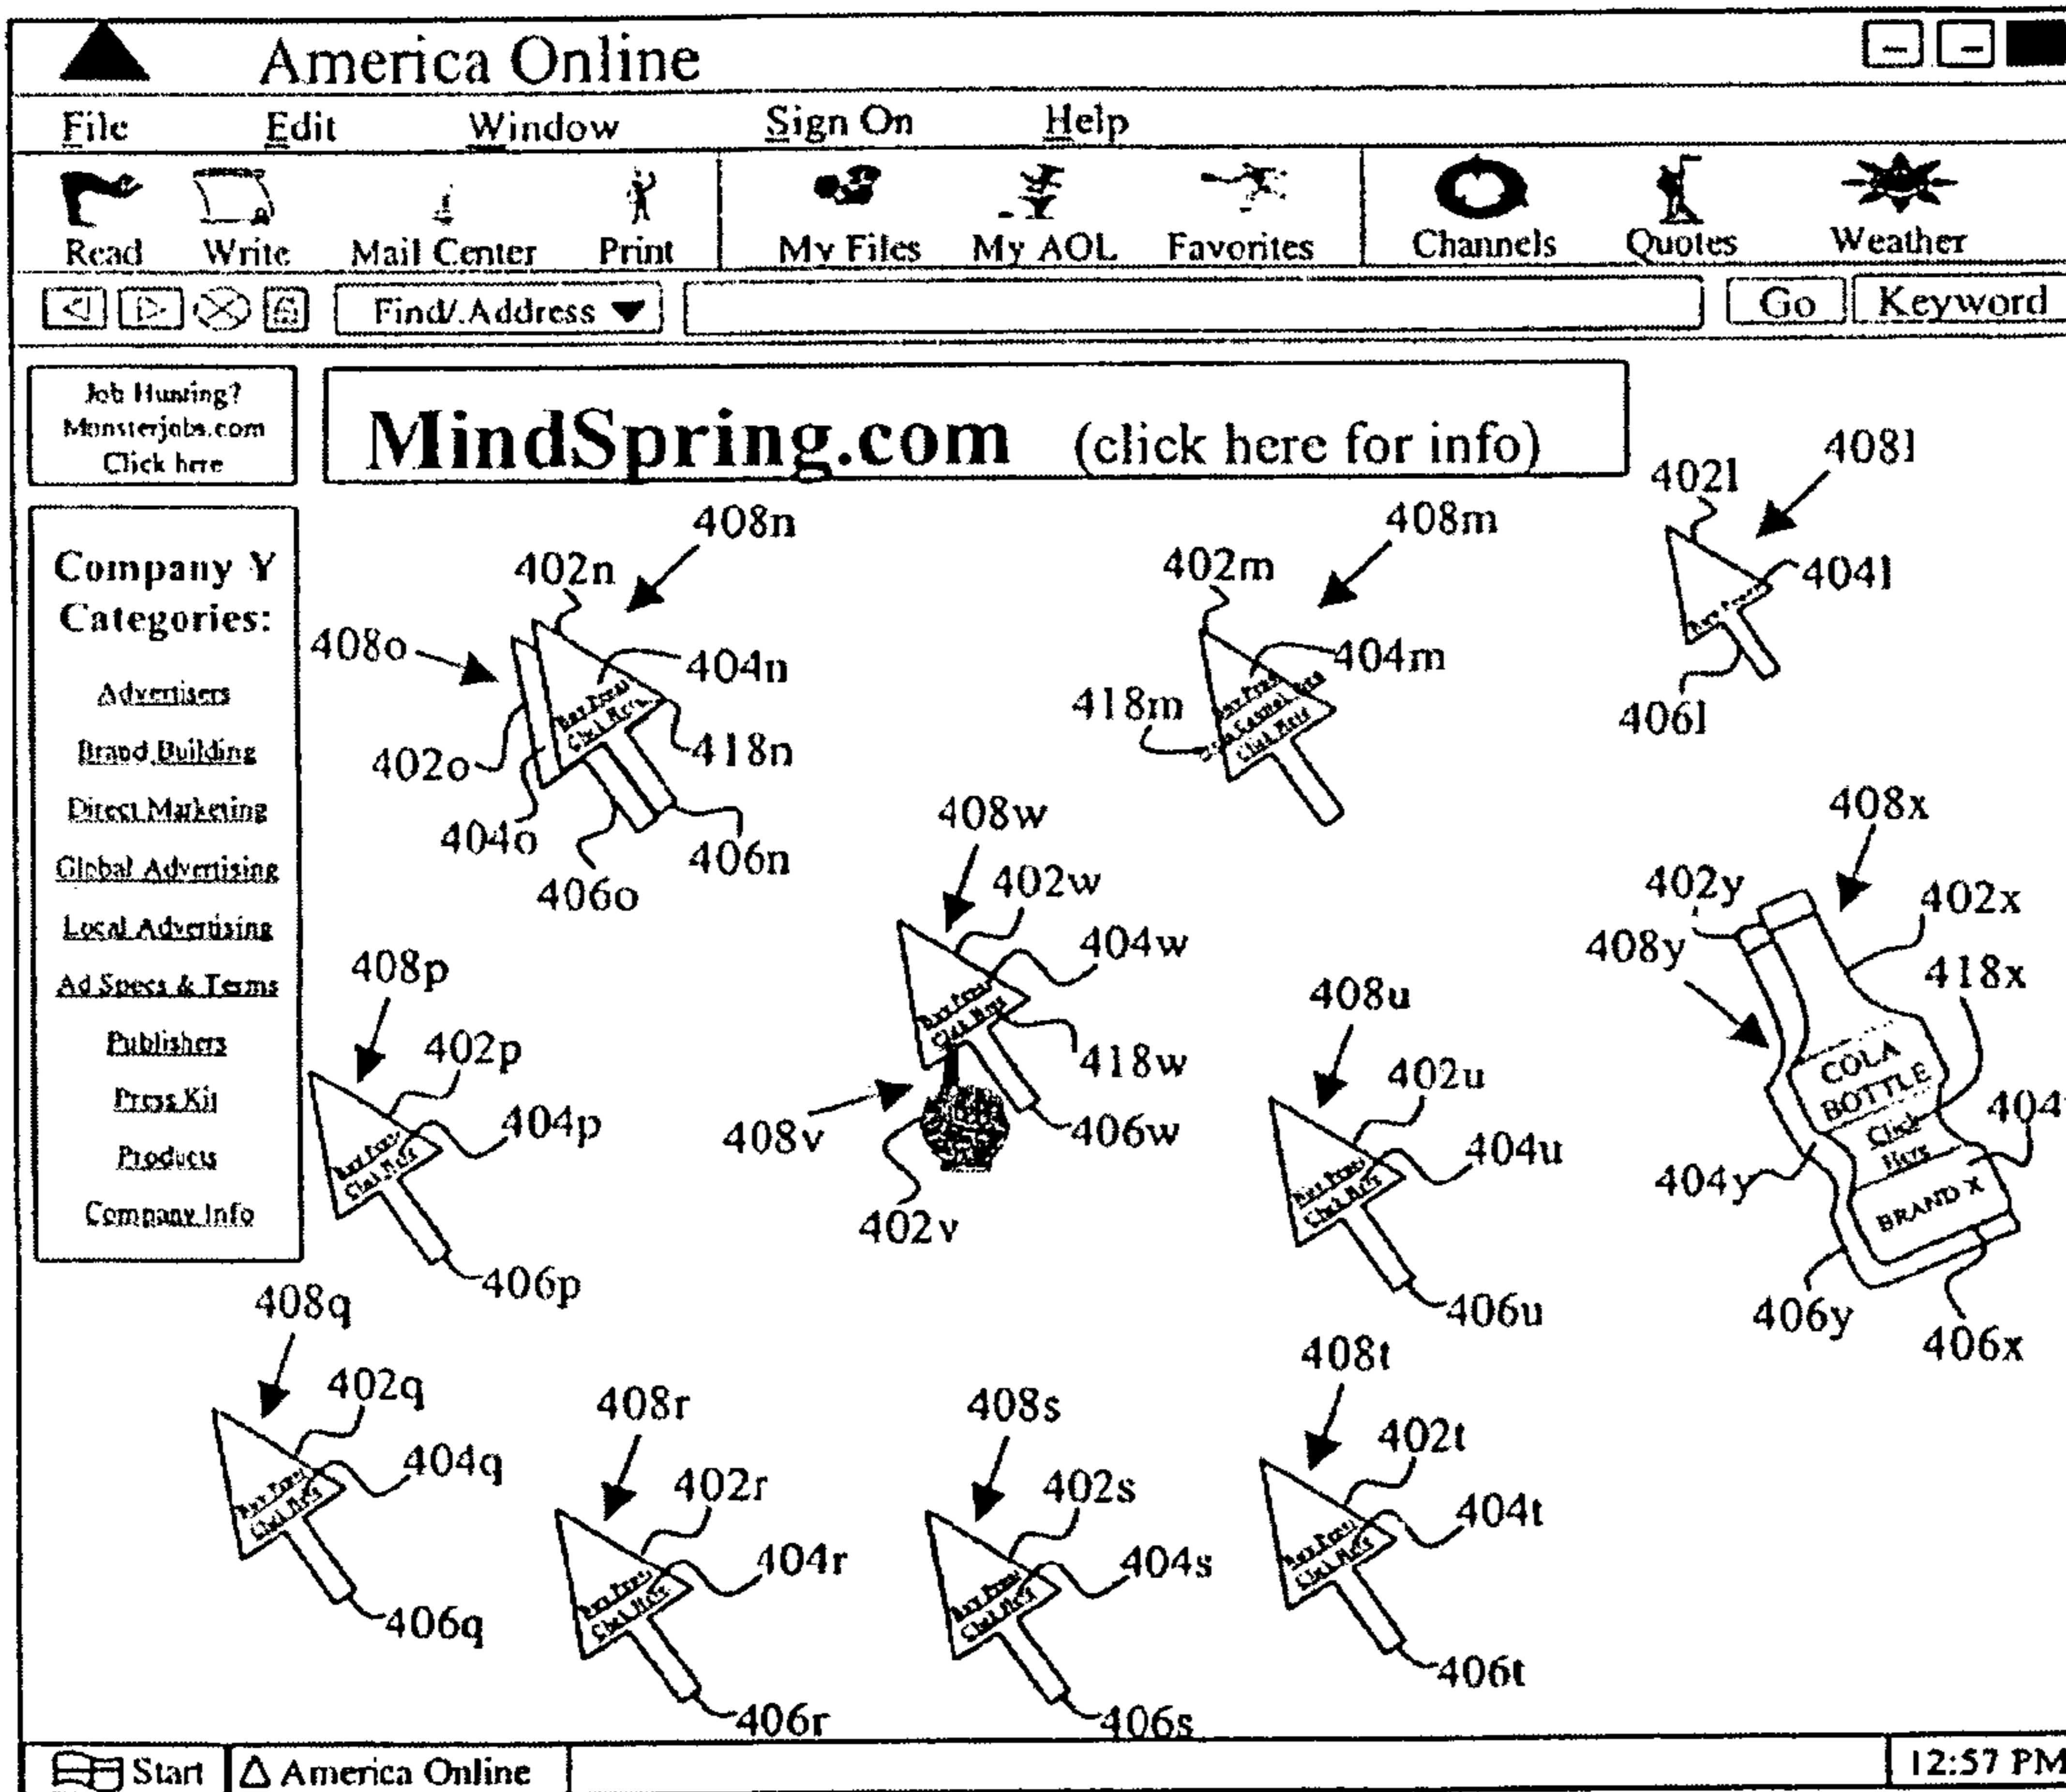 America Online
File Edit Window Sign On Help
Read Write Mail Center Print My Files My AOL Favorites Channels Quotes Weather
Find/Address Go Keyword
Job Hunting?
Monsterjobs.com
Click here
MindSpring.com (click here for info)
Company Y
Categories:
Advertisers
Brand Building
Direct Marketing
Global Advertising
Local Advertising
Ad Specs & Terms
Publishers
Press Kit
Products
Company Info
408n 408m 402l 408l
402n 402m 404l
408o 404n 404m
418m 406l
402o 418n
404o 406n 408w 408x
406o 402w 402y 402x
408p 404w 408y 418x
402p 408u
418w 402u COLA
BOTTLE
404p 408v 406w 404u Click
Here
404
402v 404y BRAND X
406p 406u 406y 406x
408q 408t
402q 408r 408s 402t
404q 402r 402s 404t
404r 404s
406q 406t
406r 406s
Start America Online 12:57 PM